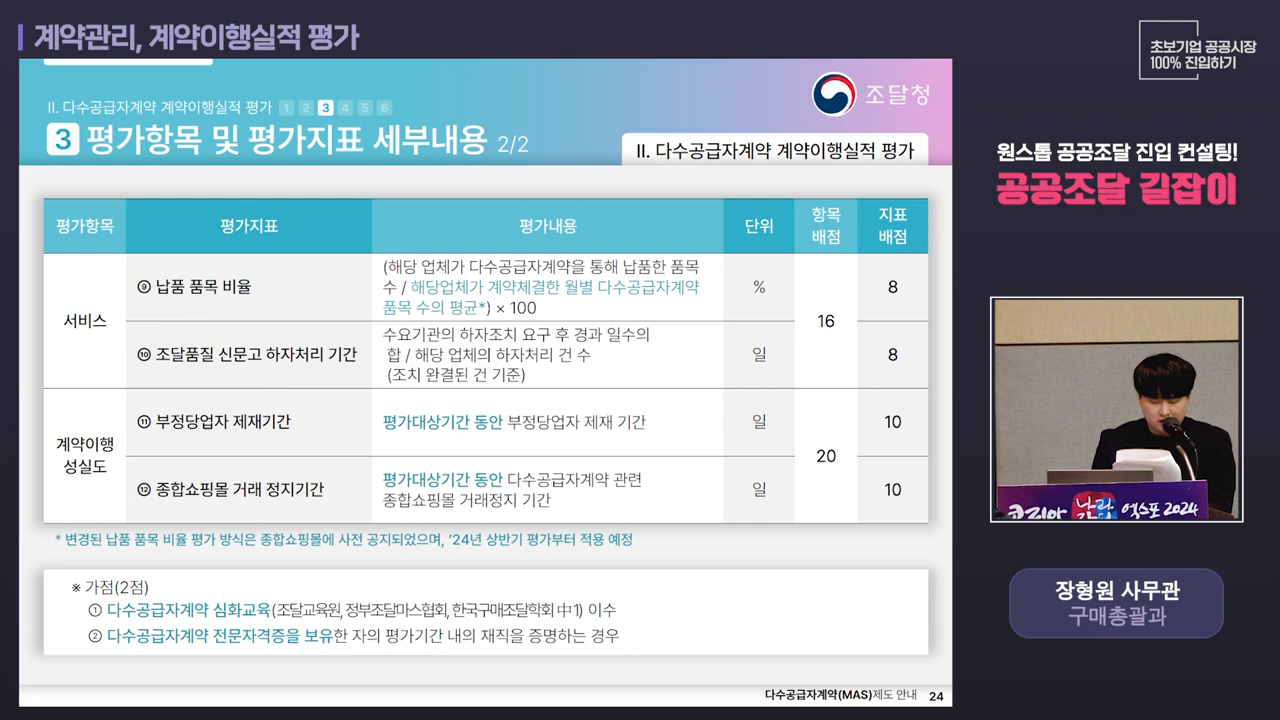 계약관리, 계약이행실적 평가
초보기업 공공시장
100% 진입하기
II. 다수공급자계약 계약이행실적 평가 1 2 3 4 5 6
3 평가항목 및 평가지표 세부내용 2/2
조달청
II. 다수공급자계약 계약이행실적 평가
원스톱 공공조달 진입 컨설팅!
공공조달 길잡이
평가항목 평가지표 평가내용 단위 항목 배점 지표 배점
서비스
⑨ 납품 품목 비율
(해당 업체가 다수공급자계약을 통해 납품한 품목
수 / 해당업체가 계약체결한 월별 다수공급자계약
품목 수의 평균*) × 100
%
16
8
⑩ 조달품질 신문고 하자처리 기간
수요기관의 하자조치 요구 후 경과 일수의
합 / 해당 업체의 하자처리 건 수
(조치 완결된 건 기준)
일
8
계약이행
성실도
⑪ 부정당업자 제재기간
평가대상기간 동안 부정당업자 제재 기간
일
20
10
⑫ 종합쇼핑몰 거래 정지기간
평가대상기간 동안 다수공급자계약 관련
종합쇼핑몰 거래정지 기간
일
10
* 변경된 납품 품목 비율 평가 방식은 종합쇼핑몰에 사전 공지되었으며, ’24년 상반기 평가부터 적용 예정
※ 가점(2점)
① 다수공급자계약 심화교육(조달교육원, 정부조달마스협회, 한국구매조달학회 中 1) 이수
② 다수공급자계약 전문자격증을 보유한 자의 평가기간 내의 재직을 증명하는 경우
다수공급자계약(MAS)제도 안내 24
코리아 나라 엑스포 2024
장형원 사무관
구매총괄과